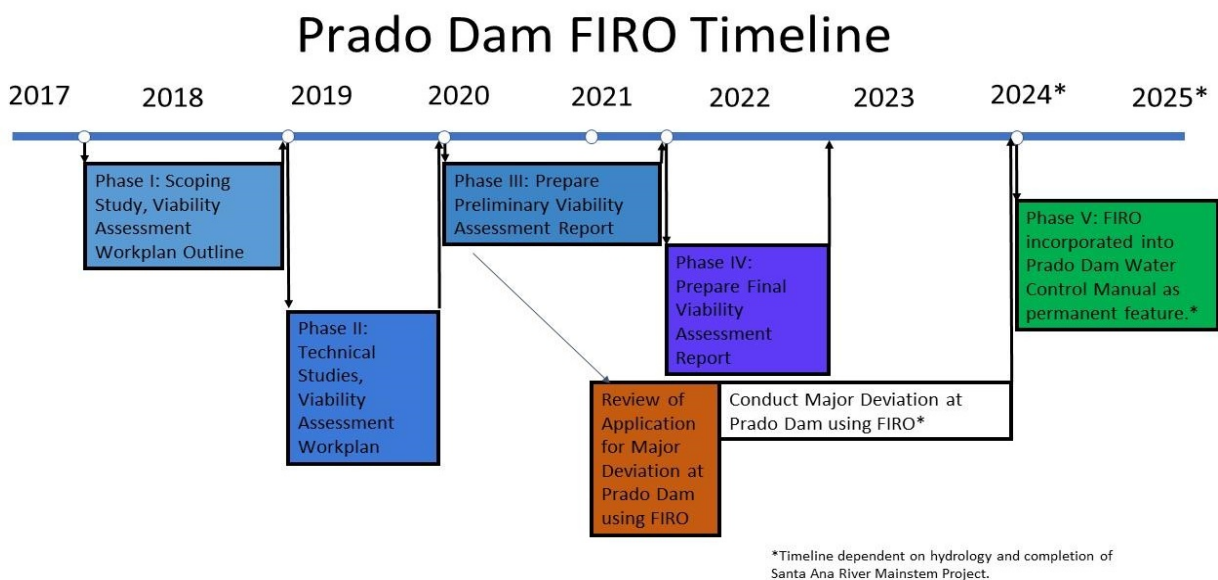 Prado Dam FIRO Timeline
2017 2018 2019 2020 2021 2022 2023 2024* 2025*
Phase I: Scoping
Study, Viability
Assessment
Workplan Outline
Phase II:
Technical
Studies,
Viability
Assessment
Workplan
Phase III: Prepare
Preliminary Viability
Assessment Report
Phase IV:
Prepare Final
Viability
Assessment
Report
Review of
Application
for Major
Deviation at
Prado Dam
using FIRO
Conduct Major Deviation at
Prado Dam using FIRO*
Phase V: FIRO
incorporated into
Prado Dam Water
Control Manual as
permanent feature.*
*Timeline dependent on hydrology and completion of
Santa Ana River Mainstem Project.